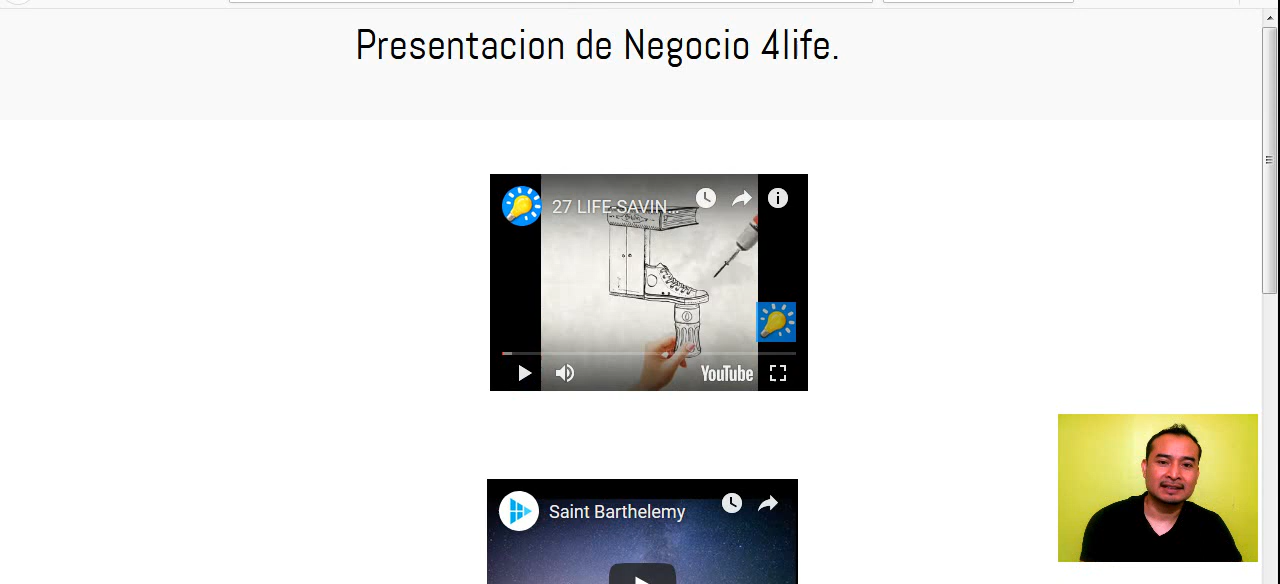 Presentacion de Negocio 4life.
27 LIFE-SAVIN...
YouTube
Saint Barthelemy